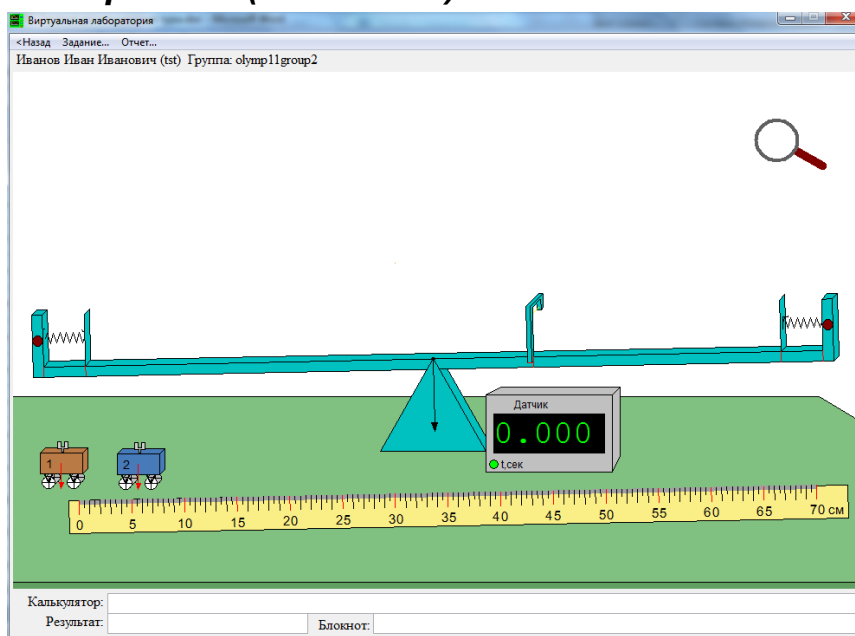 Виртуальная лаборатория
<Назад Задание... Отчет...
Иванов Иван Иванович (tst) Группа: olymp11group2
Датчик
0.000
t,сек
1
2
0 5 10 15 20 25 30 35 40 45 50 55 60 65 70 см
Калькулятор:
Результат: Блокнот: